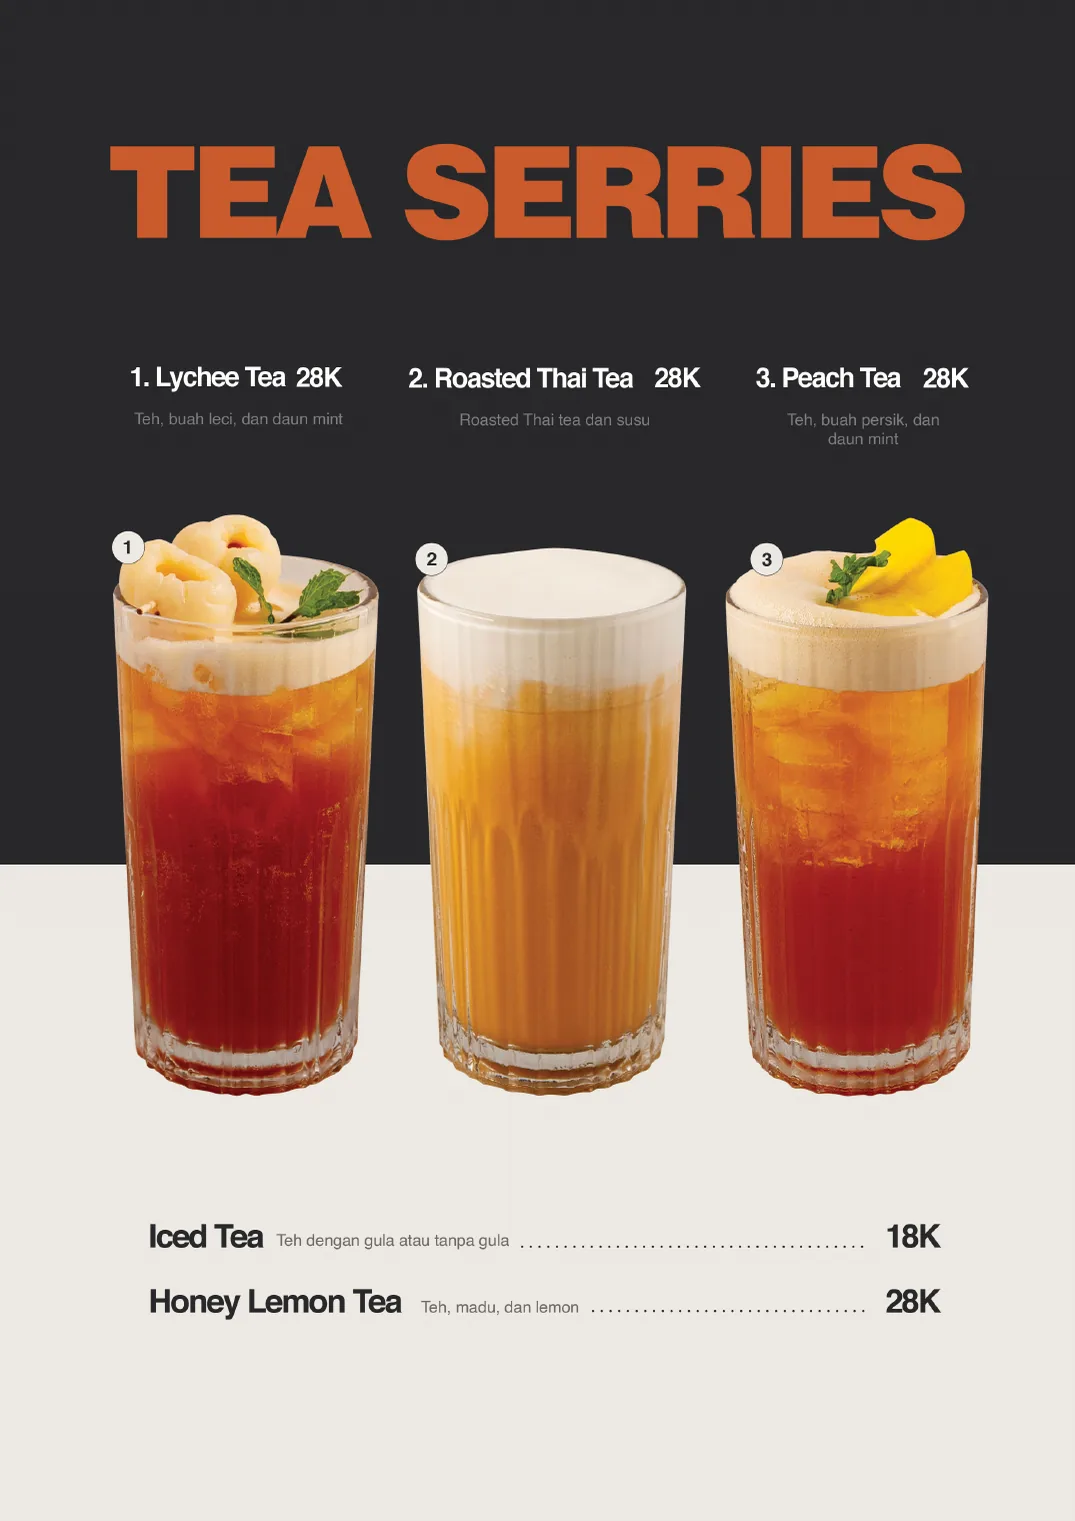 TEA SERRIES
1. Lychee Tea 28K
Teh, buah leci, dan daun mint
2. Roasted Thai Tea 28K
Roasted Thai tea dan susu
3. Peach Tea 28K
Teh, buah persik, dan
daun mint
1
2
3
Iced Tea Teh dengan gula atau tanpa gula ........................................ 18K
Honey Lemon Tea Teh, madu, dan lemon ................................ 28K